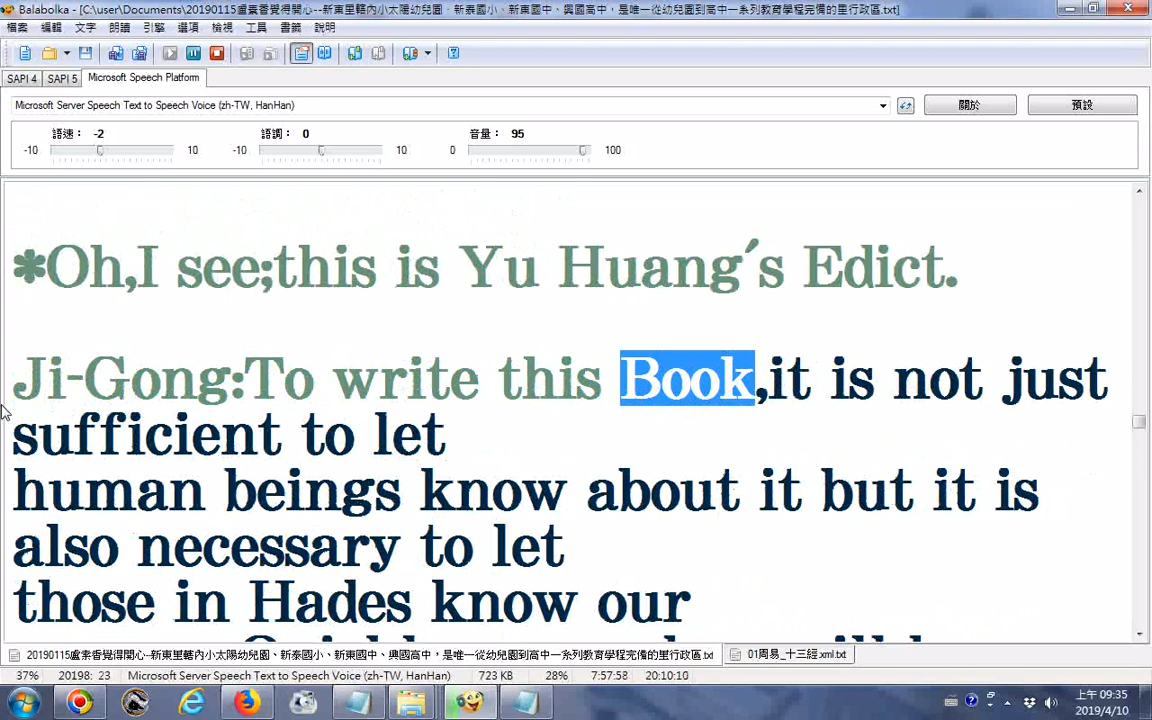 Balabolka - [C:\user\Documents\20190115盧素香覺得開心--新東里轄內小太陽幼兒園、新泰國小、新東國中、興國高中，是唯一從幼兒園到高中一系列教育學程完備的里行政區.txt]
檔案 編輯 文字 朗讀 引擎 選項 檢視 工具 書籤 說明
SAPI 4 SAPI 5 Microsoft Speech Platform
Microsoft Server Speech Text to Speech Voice (zh-TW, HanHan) 關於 預設
語速： -2 語調： 0 音量： 95
-10 10 -10 10 0 100
*Oh,I see;this is Yu Huang´s Edict.
Ji-Gong:To write this Book,it is not just
sufficient to let
human beings know about it but it is
also necessary to let
those in Hades know our
20190115盧素香覺得開心--新東里轄內小太陽幼兒園、新泰國小、新東國中、興國高中，是唯一從幼兒園到高中一系列教育學程完備的里行政區.txt 01周易_十三經.xml.txt
37% 20198: 23 Microsoft Server Speech Text to Speech Voice (zh-TW, HanHan) 723 KB 28% 7:57:58 20:10:10
上午 09:35
2019/4/10